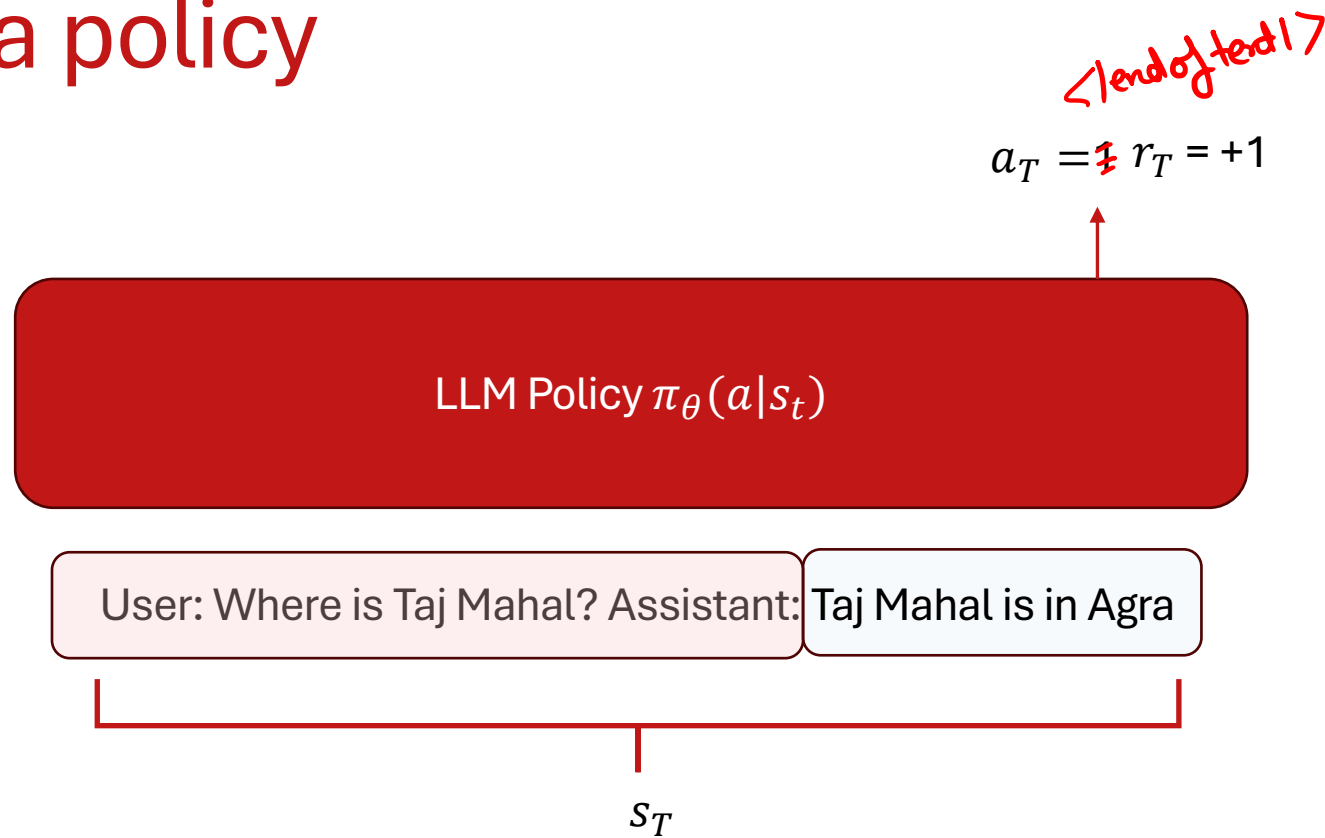 a policy
<|endoftext|>
a_T = 1 r_T = +1
LLM Policy π_θ(a|s_t)
User: Where is Taj Mahal? Assistant: Taj Mahal is in Agra
s_T